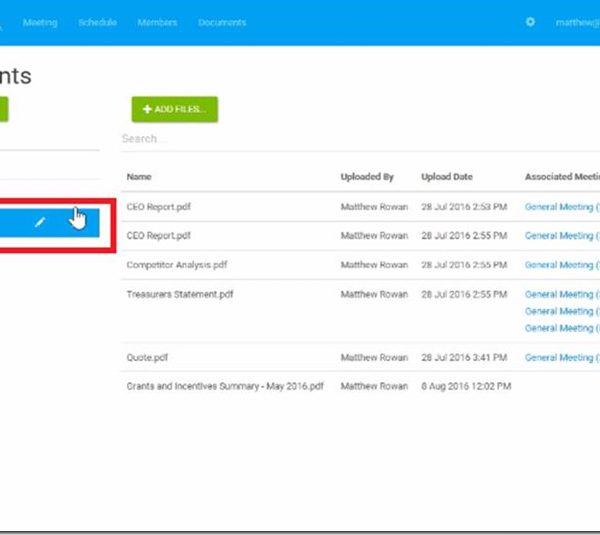 Meeting Schedule Members Documents matthew@
nts
ADD FILES...
Search...
Name Uploaded By Upload Date Associated Meeti
CEO Report.pdf Matthew Rowan 28 Jul 2016 2:53 PM General Meeting (
CEO Report.pdf Matthew Rowan 28 Jul 2016 2:55 PM General Meeting (
Competitor Analysis.pdf Matthew Rowan 28 Jul 2016 2:55 PM General Meeting (
Treasurers Statement.pdf Matthew Rowan 28 Jul 2016 2:55 PM General Meeting (
General Meeting (
General Meeting (
Quote.pdf Matthew Rowan 28 Jul 2016 3:41 PM General Meeting (
Grants and Incentives Summary - May 2016.pdf Matthew Rowan 8 Aug 2016 12:02 PM